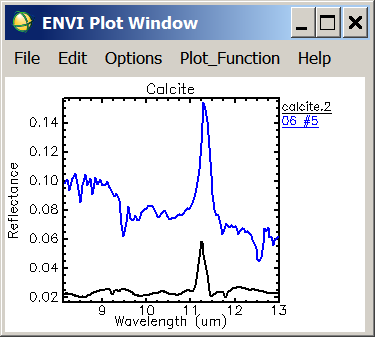 ENVI Plot Window
File Edit Options Plot_Function Help
Calcite
calcite.2
06 #5
0.14
0.12
0.10
0.08
0.06
0.04
0.02
Reflectance
9 10 11 12 13
Wavelength (um)